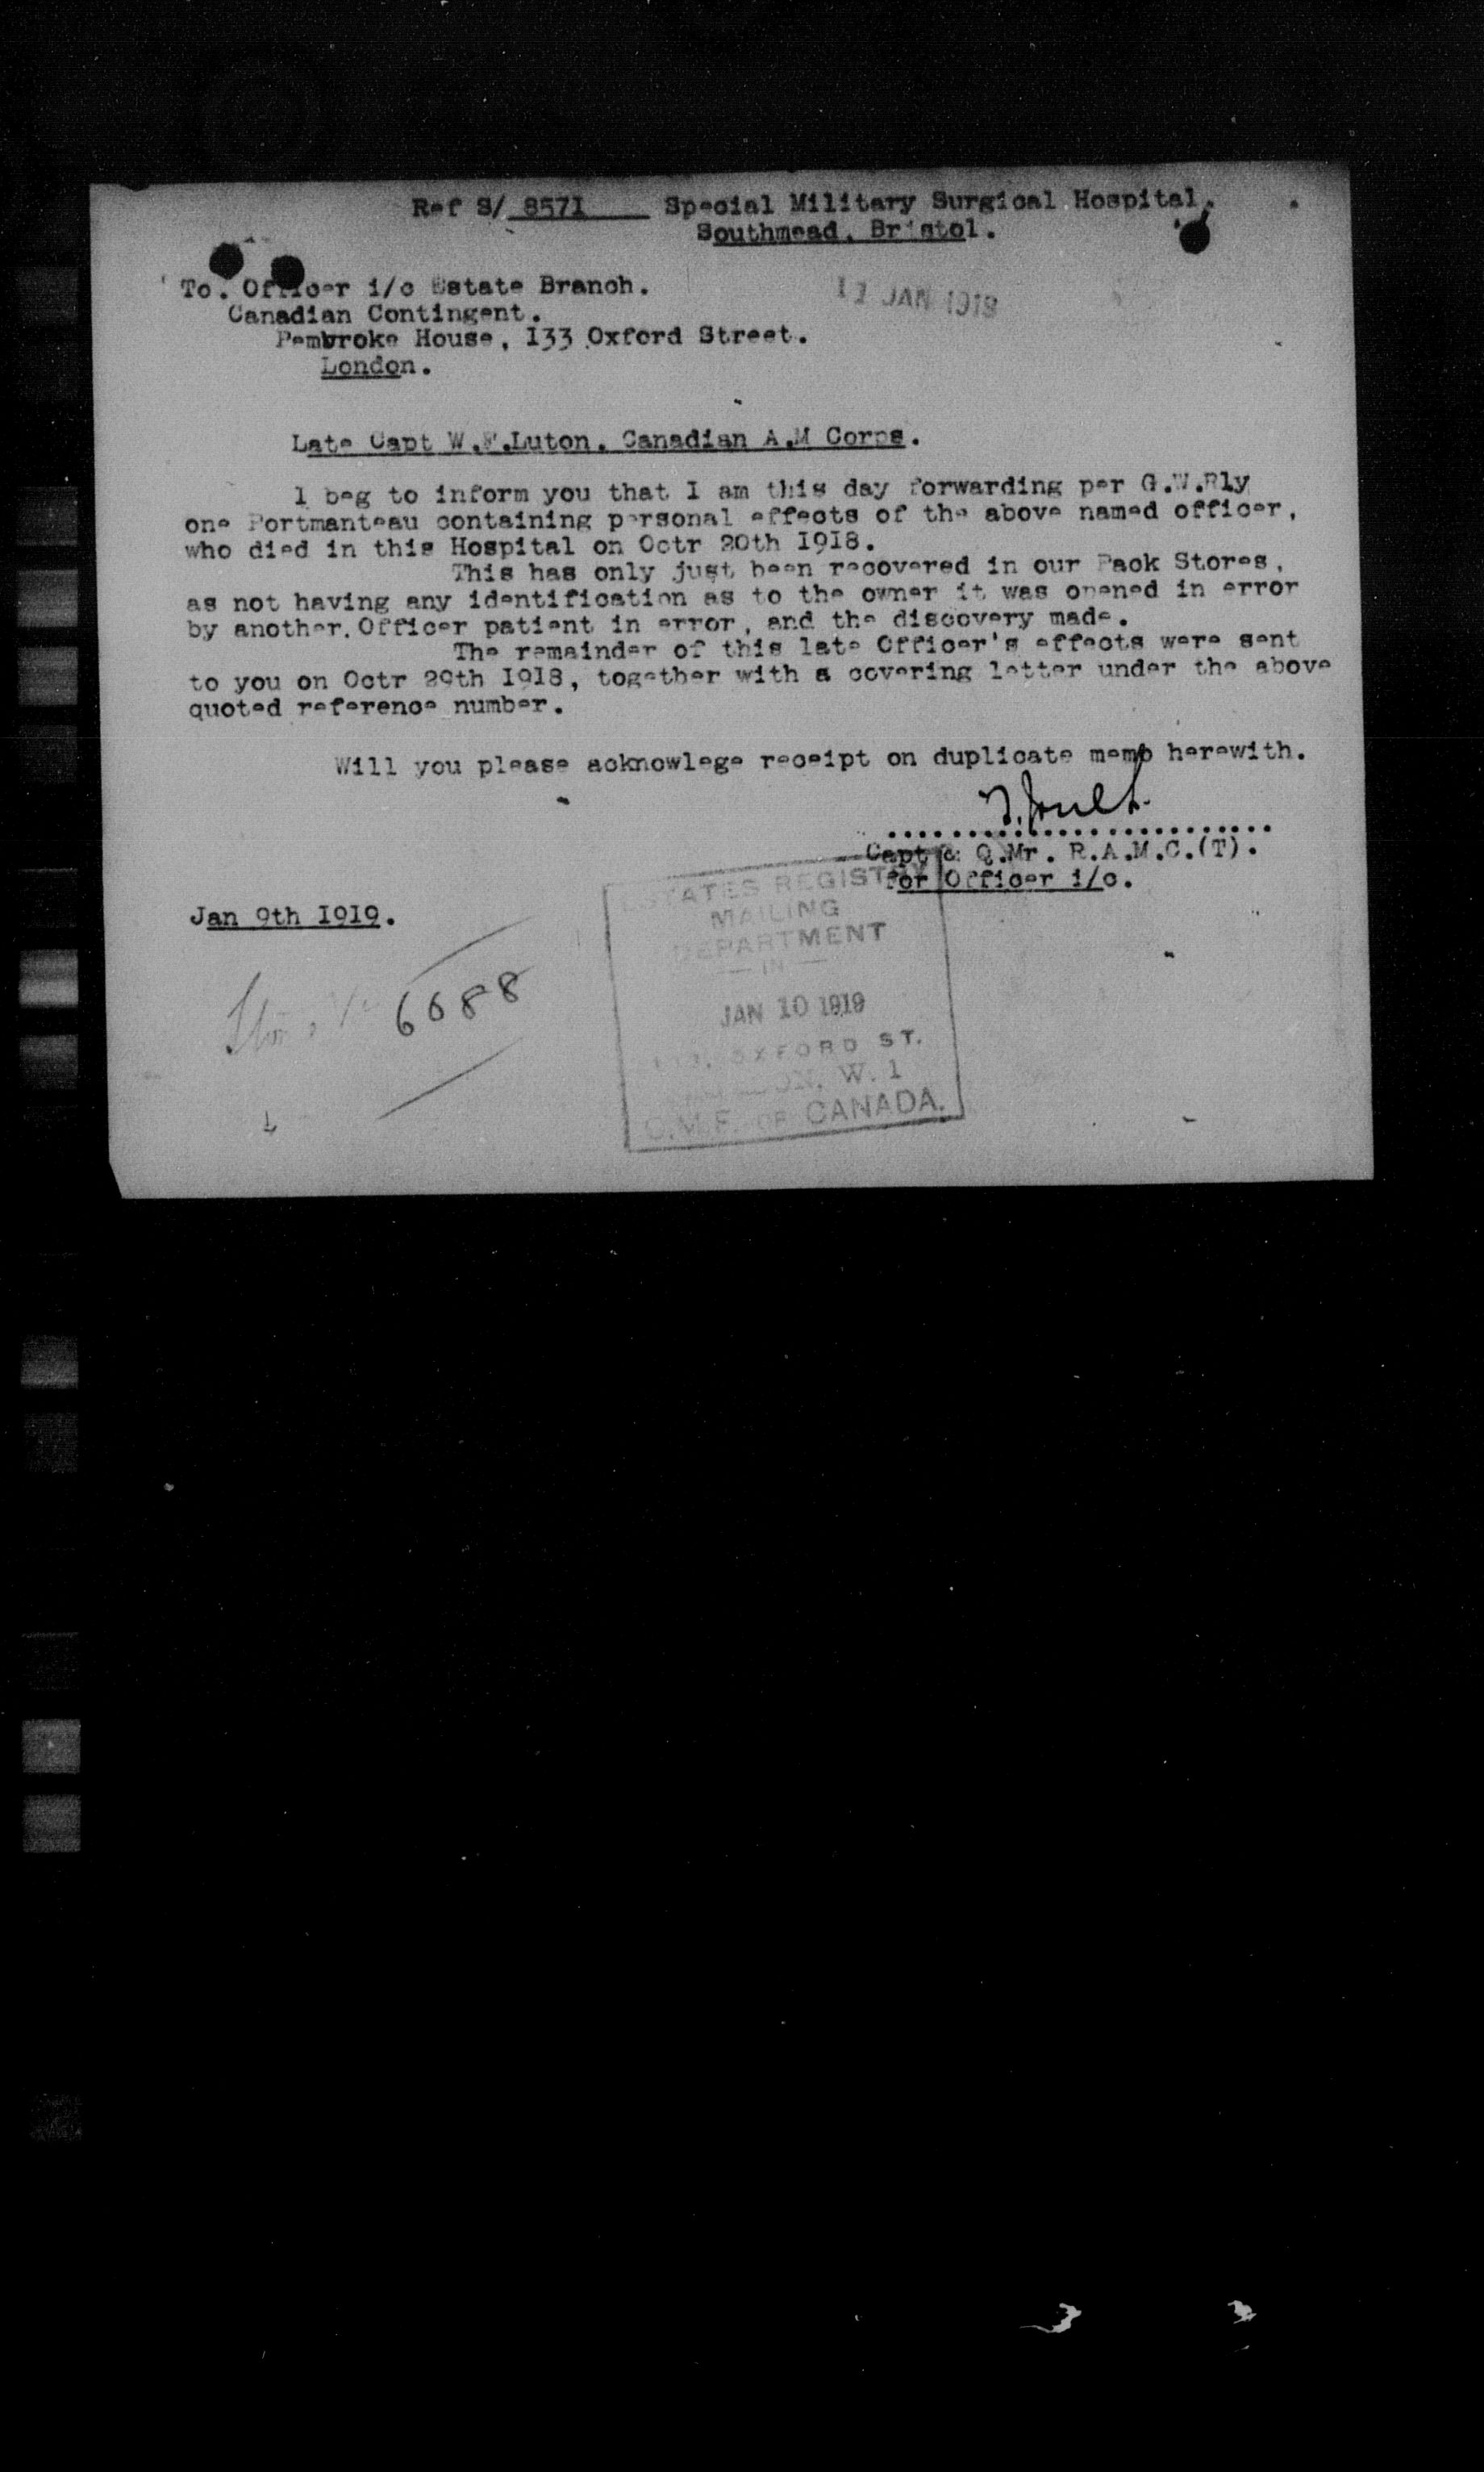 Ref S/ 8571 Special Military Surgical Hospital,
Southmead. Bristol.
To. Officer i/c Estate Branch.
11 JAN 1919
Canadian Contingent.
Pembroke House, 133 Oxford Street.
London.
Late Capt W.F.Luton. Canadian A.M Corps.
I beg to inform you that I am this day forwarding per G.W.Rly
one Portmanteau containing personal effects of the above named officer,
who died in this Hospital on Octr 20th 1918.
This has only just been recovered in our Pack Stores,
as not having any identification as to the owner it was opened in error
by another. Officer patient in error, and the discovery made.
The remainder of this late Officer's effects were sent
to you on Octr 29th 1918, together with a covering letter under the above
quoted reference number.
Will you please acknowlege receipt on duplicate memo herewith.
Capt & Q.Mr. R.A.M.C.(T).
for Officer i/c.
Jan 9th 1919.
ESTATES REGISTRY
MAILING
DEPARTMENT
— IN —
JAN 10 1919
133, OXFORD ST.
LONDON, W. 1
O.M.F. OF CANADA.
6688